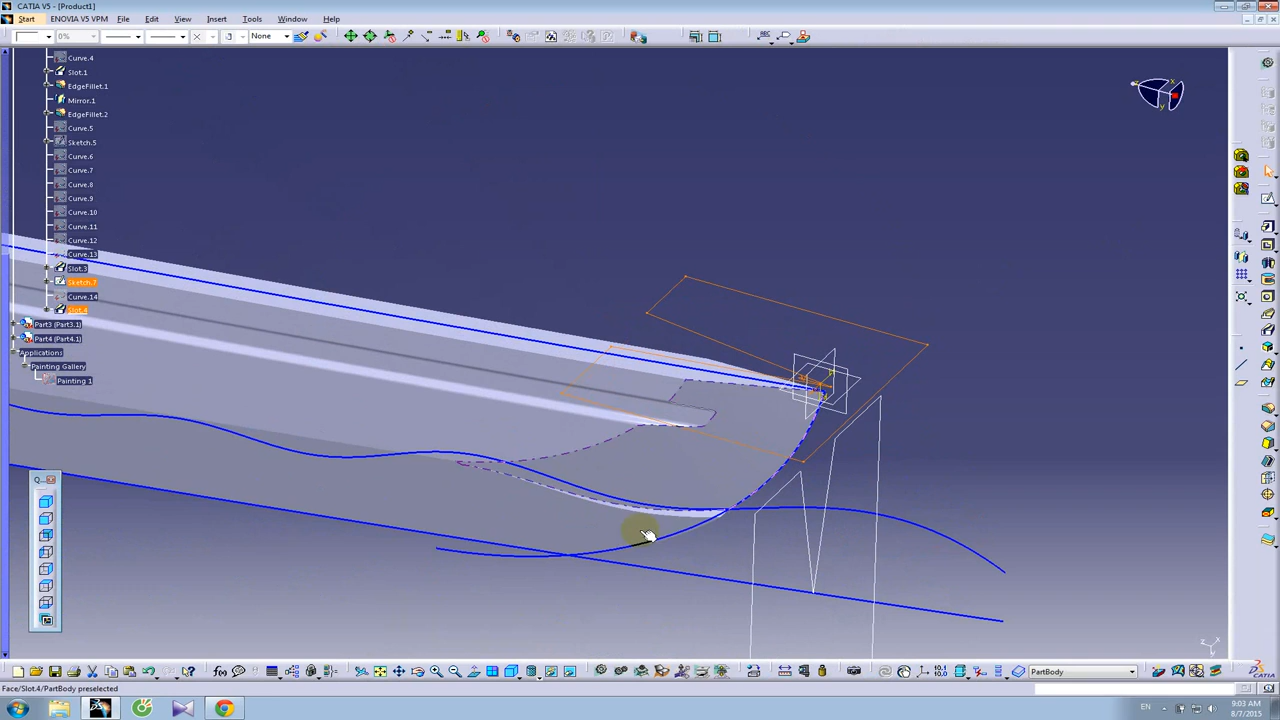 CATIA V5 - [Product1]
Start ENOVIA V5 VPM File Edit View Insert Tools Window Help
0% None
Curve.4
Slot.1
EdgeFillet.1
Mirror.1
EdgeFillet.2
Curve.5
Sketch.5
Curve.6
Curve.7
Curve.8
Curve.9
Curve.10
Curve.11
Curve.12
Curve.13
Slot.3
Sketch.7
Curve.14
Slot.4
Part3 (Part3.1)
Part4 (Part4.1)
Applications
Painting Gallery
Painting 1
Q...
PartBody
Face/Slot.4/PartBody preselected
EN
9:03 AM
8/7/2015